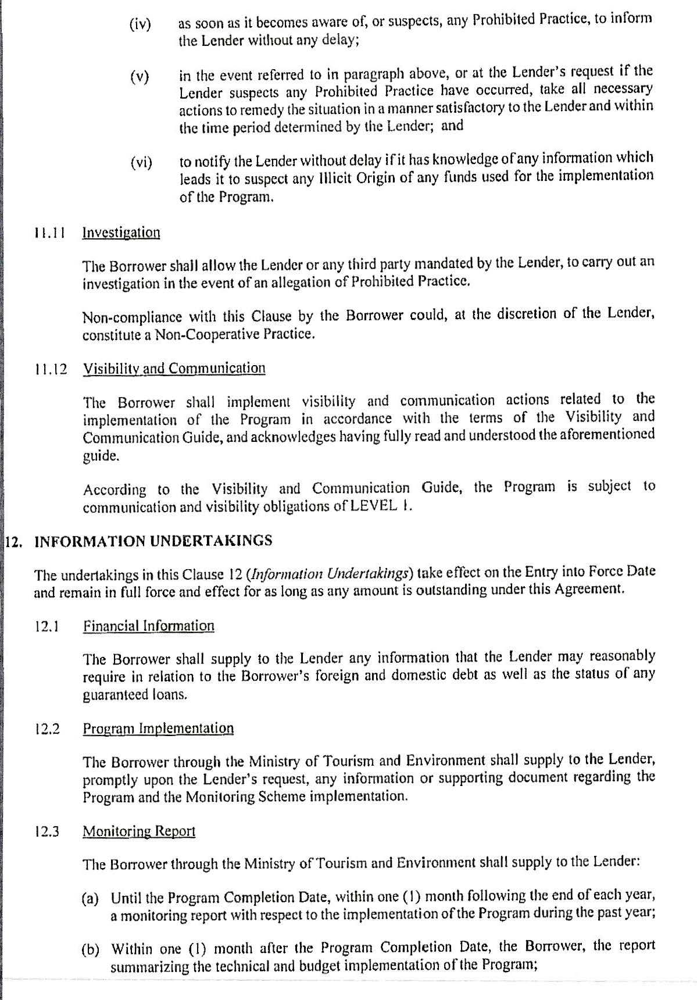 (iv) as soon as it becomes aware of, or suspects, any Prohibited Practice, to inform
the Lender without any delay;
(v) in the event referred to in paragraph above, or at the Lender's request if the
Lender suspects any Prohibited Practice have occurred, take all necessary
actions to remedy the situation in a manner satisfactory to the Lender and within
the time period determined by the Lender; and
(vi) to notify the Lender without delay if it has knowledge of any information which
leads it to suspect any Illicit Origin of any funds used for the implementation
of the Program.
11.11 Investigation
The Borrower shall allow the Lender or any third party mandated by the Lender, to carry out an
investigation in the event of an allegation of Prohibited Practice.
Non-compliance with this Clause by the Borrower could, at the discretion of the Lender,
constitute a Non-Cooperative Practice.
11.12 Visibility and Communication
The Borrower shall implement visibility and communication actions related to the
implementation of the Program in accordance with the terms of the Visibility and
Communication Guide, and acknowledges having fully read and understood the aforementioned
guide.
According to the Visibility and Communication Guide, the Program is subject to
communication and visibility obligations of LEVEL 1.
12. INFORMATION UNDERTAKINGS
The undertakings in this Clause 12 (Information Undertakings) take effect on the Entry into Force Date
and remain in full force and effect for as long as any amount is outstanding under this Agreement.
12.1 Financial Information
The Borrower shall supply to the Lender any information that the Lender may reasonably
require in relation to the Borrower's foreign and domestic debt as well as the status of any
guaranteed loans.
12.2 Program Implementation
The Borrower through the Ministry of Tourism and Environment shall supply to the Lender,
promptly upon the Lender's request, any information or supporting document regarding the
Program and the Monitoring Scheme implementation.
12.3 Monitoring Report
The Borrower through the Ministry of Tourism and Environment shall supply to the Lender:
(a) Until the Program Completion Date, within one (1) month following the end of each year,
a monitoring report with respect to the implementation of the Program during the past year;
(b) Within one (1) month after the Program Completion Date, the Borrower, the report
summarizing the technical and budget implementation of the Program;